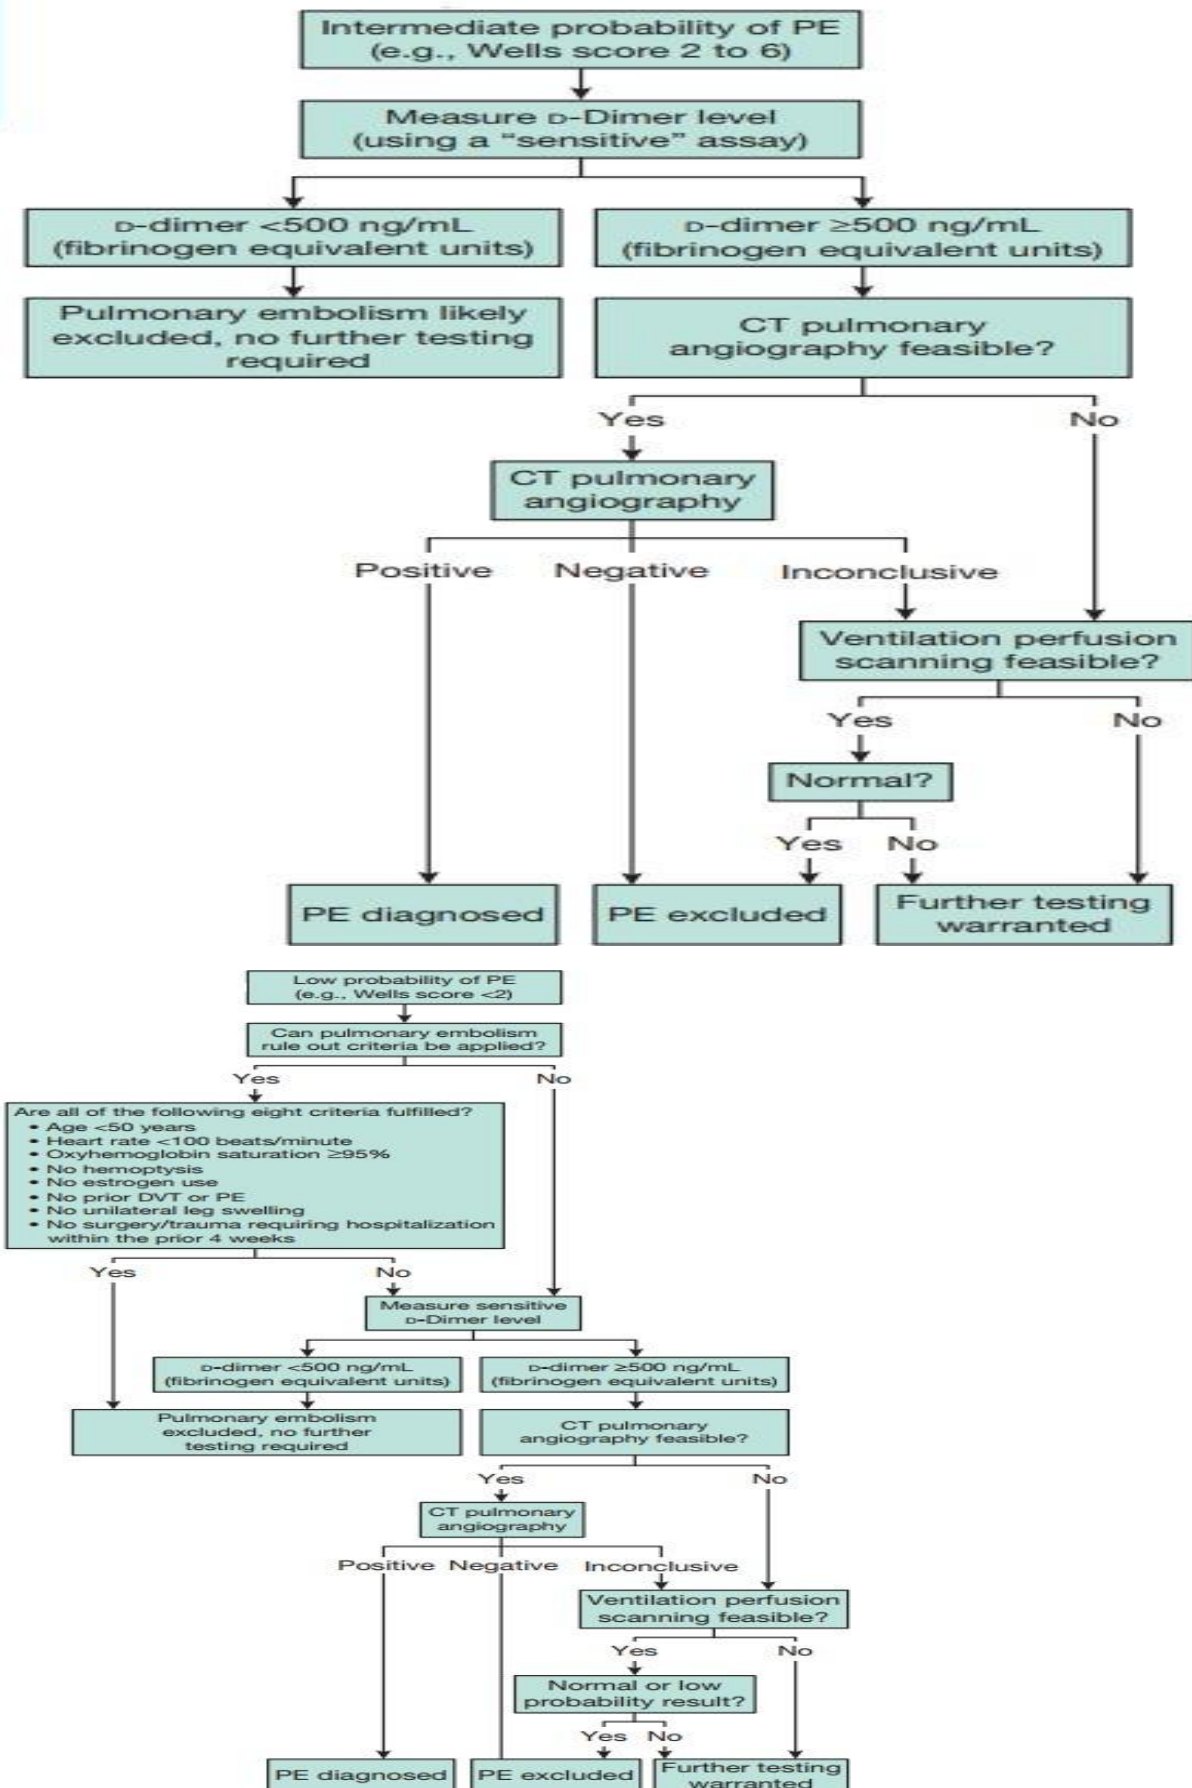 Intermediate probability of PE
(e.g., Wells score 2 to 6)
Measure D-Dimer level
(using a “sensitive” assay)
D-dimer <500 ng/mL
(fibrinogen equivalent units)
D-dimer ≥500 ng/mL
(fibrinogen equivalent units)
Pulmonary embolism likely
excluded, no further testing
required
CT pulmonary
angiography feasible?
Yes
No
CT pulmonary
angiography
Positive
Negative
Inconclusive
Ventilation perfusion
scanning feasible?
Yes
No
Normal?
Yes
No
PE diagnosed
PE excluded
Further testing
warranted
Low probability of PE
(e.g., Wells score <2)
Can pulmonary embolism
rule out criteria be applied?
Yes
No
Are all of the following eight criteria fulfilled?
• Age <50 years
• Heart rate <100 beats/minute
• Oxyhemoglobin saturation ≥95%
• No hemoptysis
• No estrogen use
• No prior DVT or PE
• No unilateral leg swelling
• No surgery/trauma requiring hospitalization
within the prior 4 weeks
Yes
No
Measure sensitive
D-Dimer level
D-dimer <500 ng/mL
(fibrinogen equivalent units)
D-dimer ≥500 ng/mL
(fibrinogen equivalent units)
Pulmonary embolism
excluded, no further
testing required
CT pulmonary
angiography feasible?
Yes
No
CT pulmonary
angiography
Positive
Negative
Inconclusive
Ventilation perfusion
scanning feasible?
Yes
No
Normal or low
probability result?
Yes
No
PE diagnosed
PE excluded
Further testing
warranted